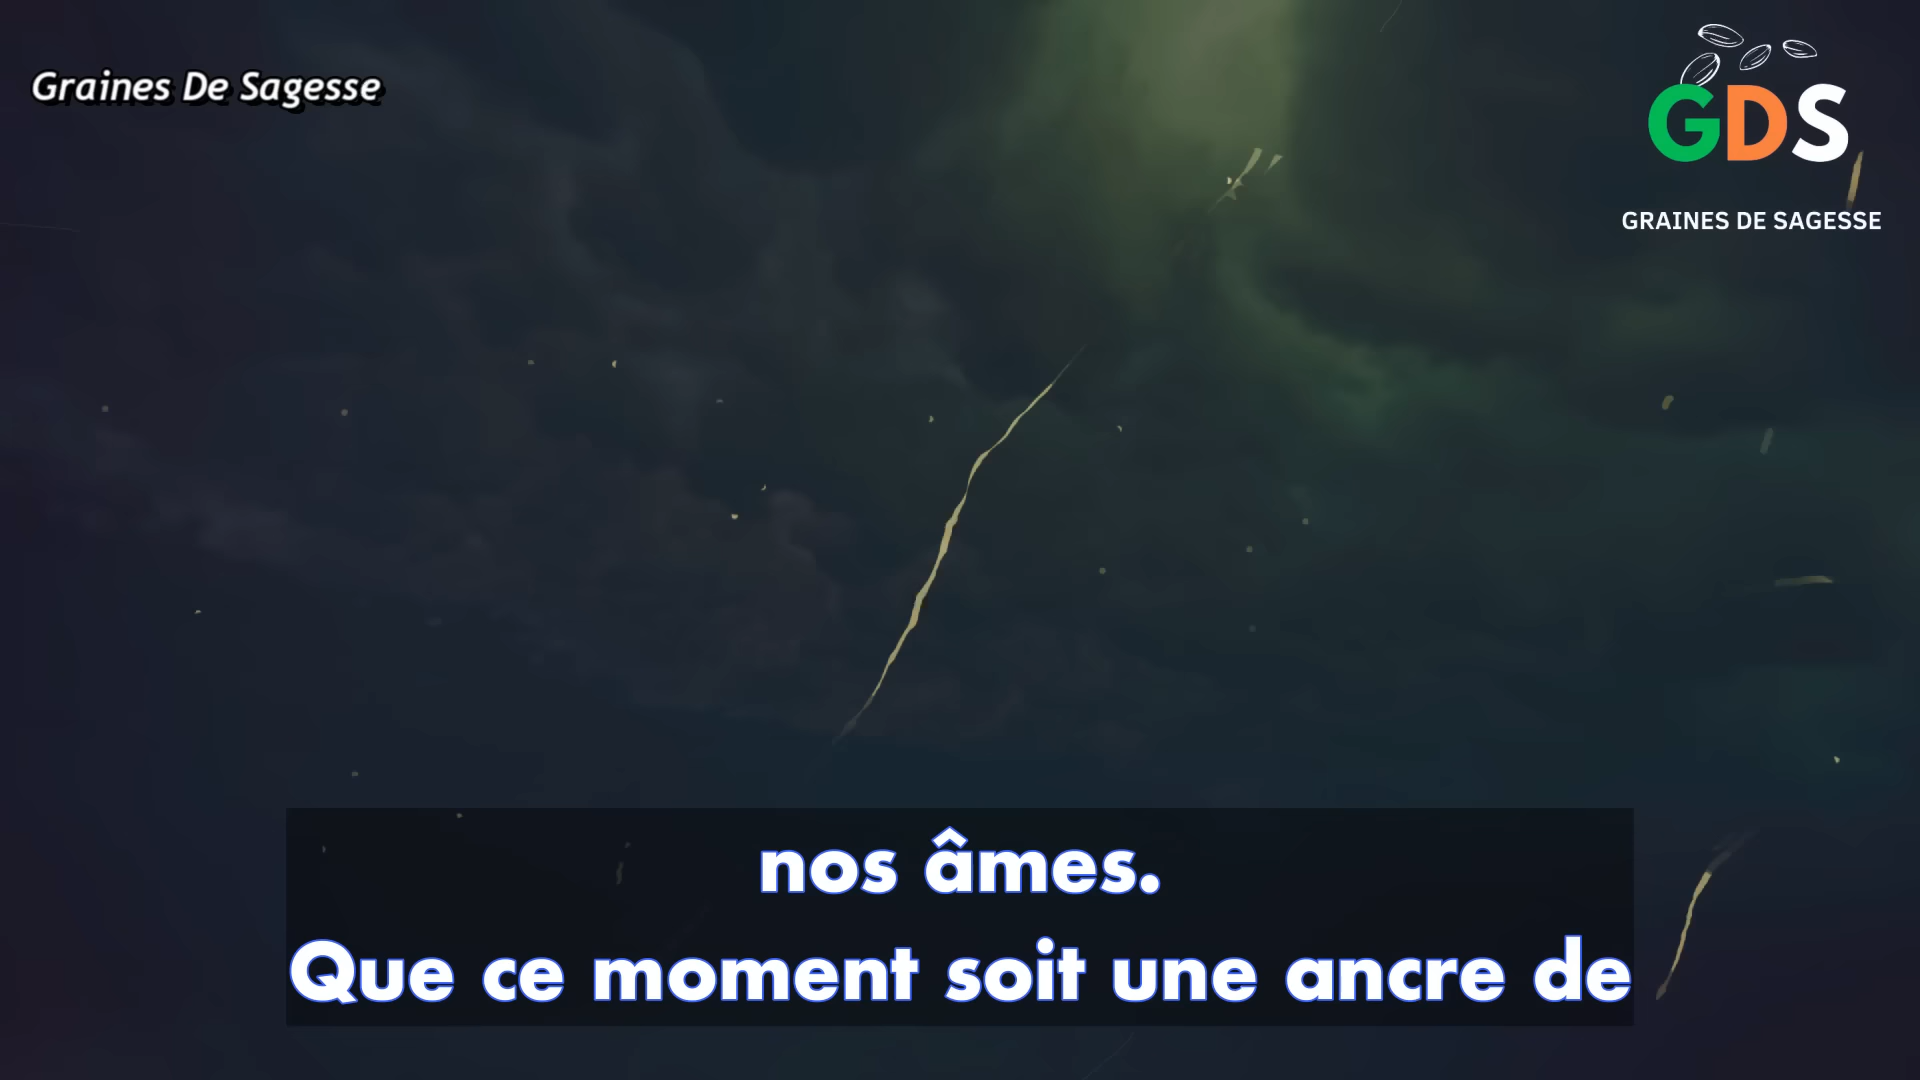 Graines De Sagesse
GDS
GRAINES DE SAGESSE
nos âmes.
Que ce moment soit une ancre de